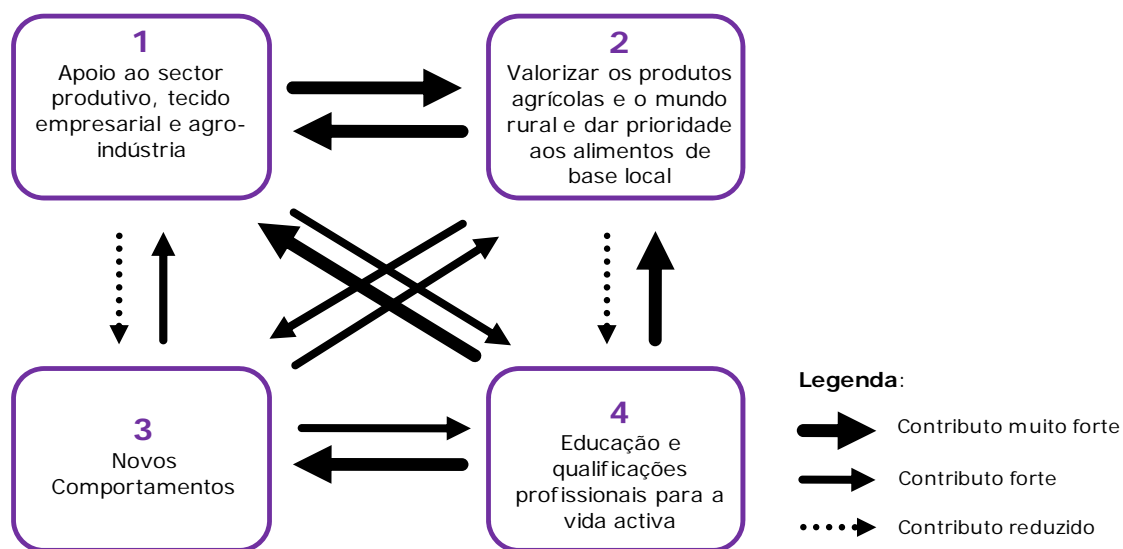 1
Apoio ao sector
produtivo, tecido
empresarial e agro-
indústria
2
Valorizar os produtos
agrícolas e o mundo
rural e dar prioridade
aos alimentos de
base local
3
Novos
Comportamentos
4
Educação e
qualificações
profissionais para a
vida activa
Legenda:
Contributo muito forte
Contributo forte
Contributo reduzido